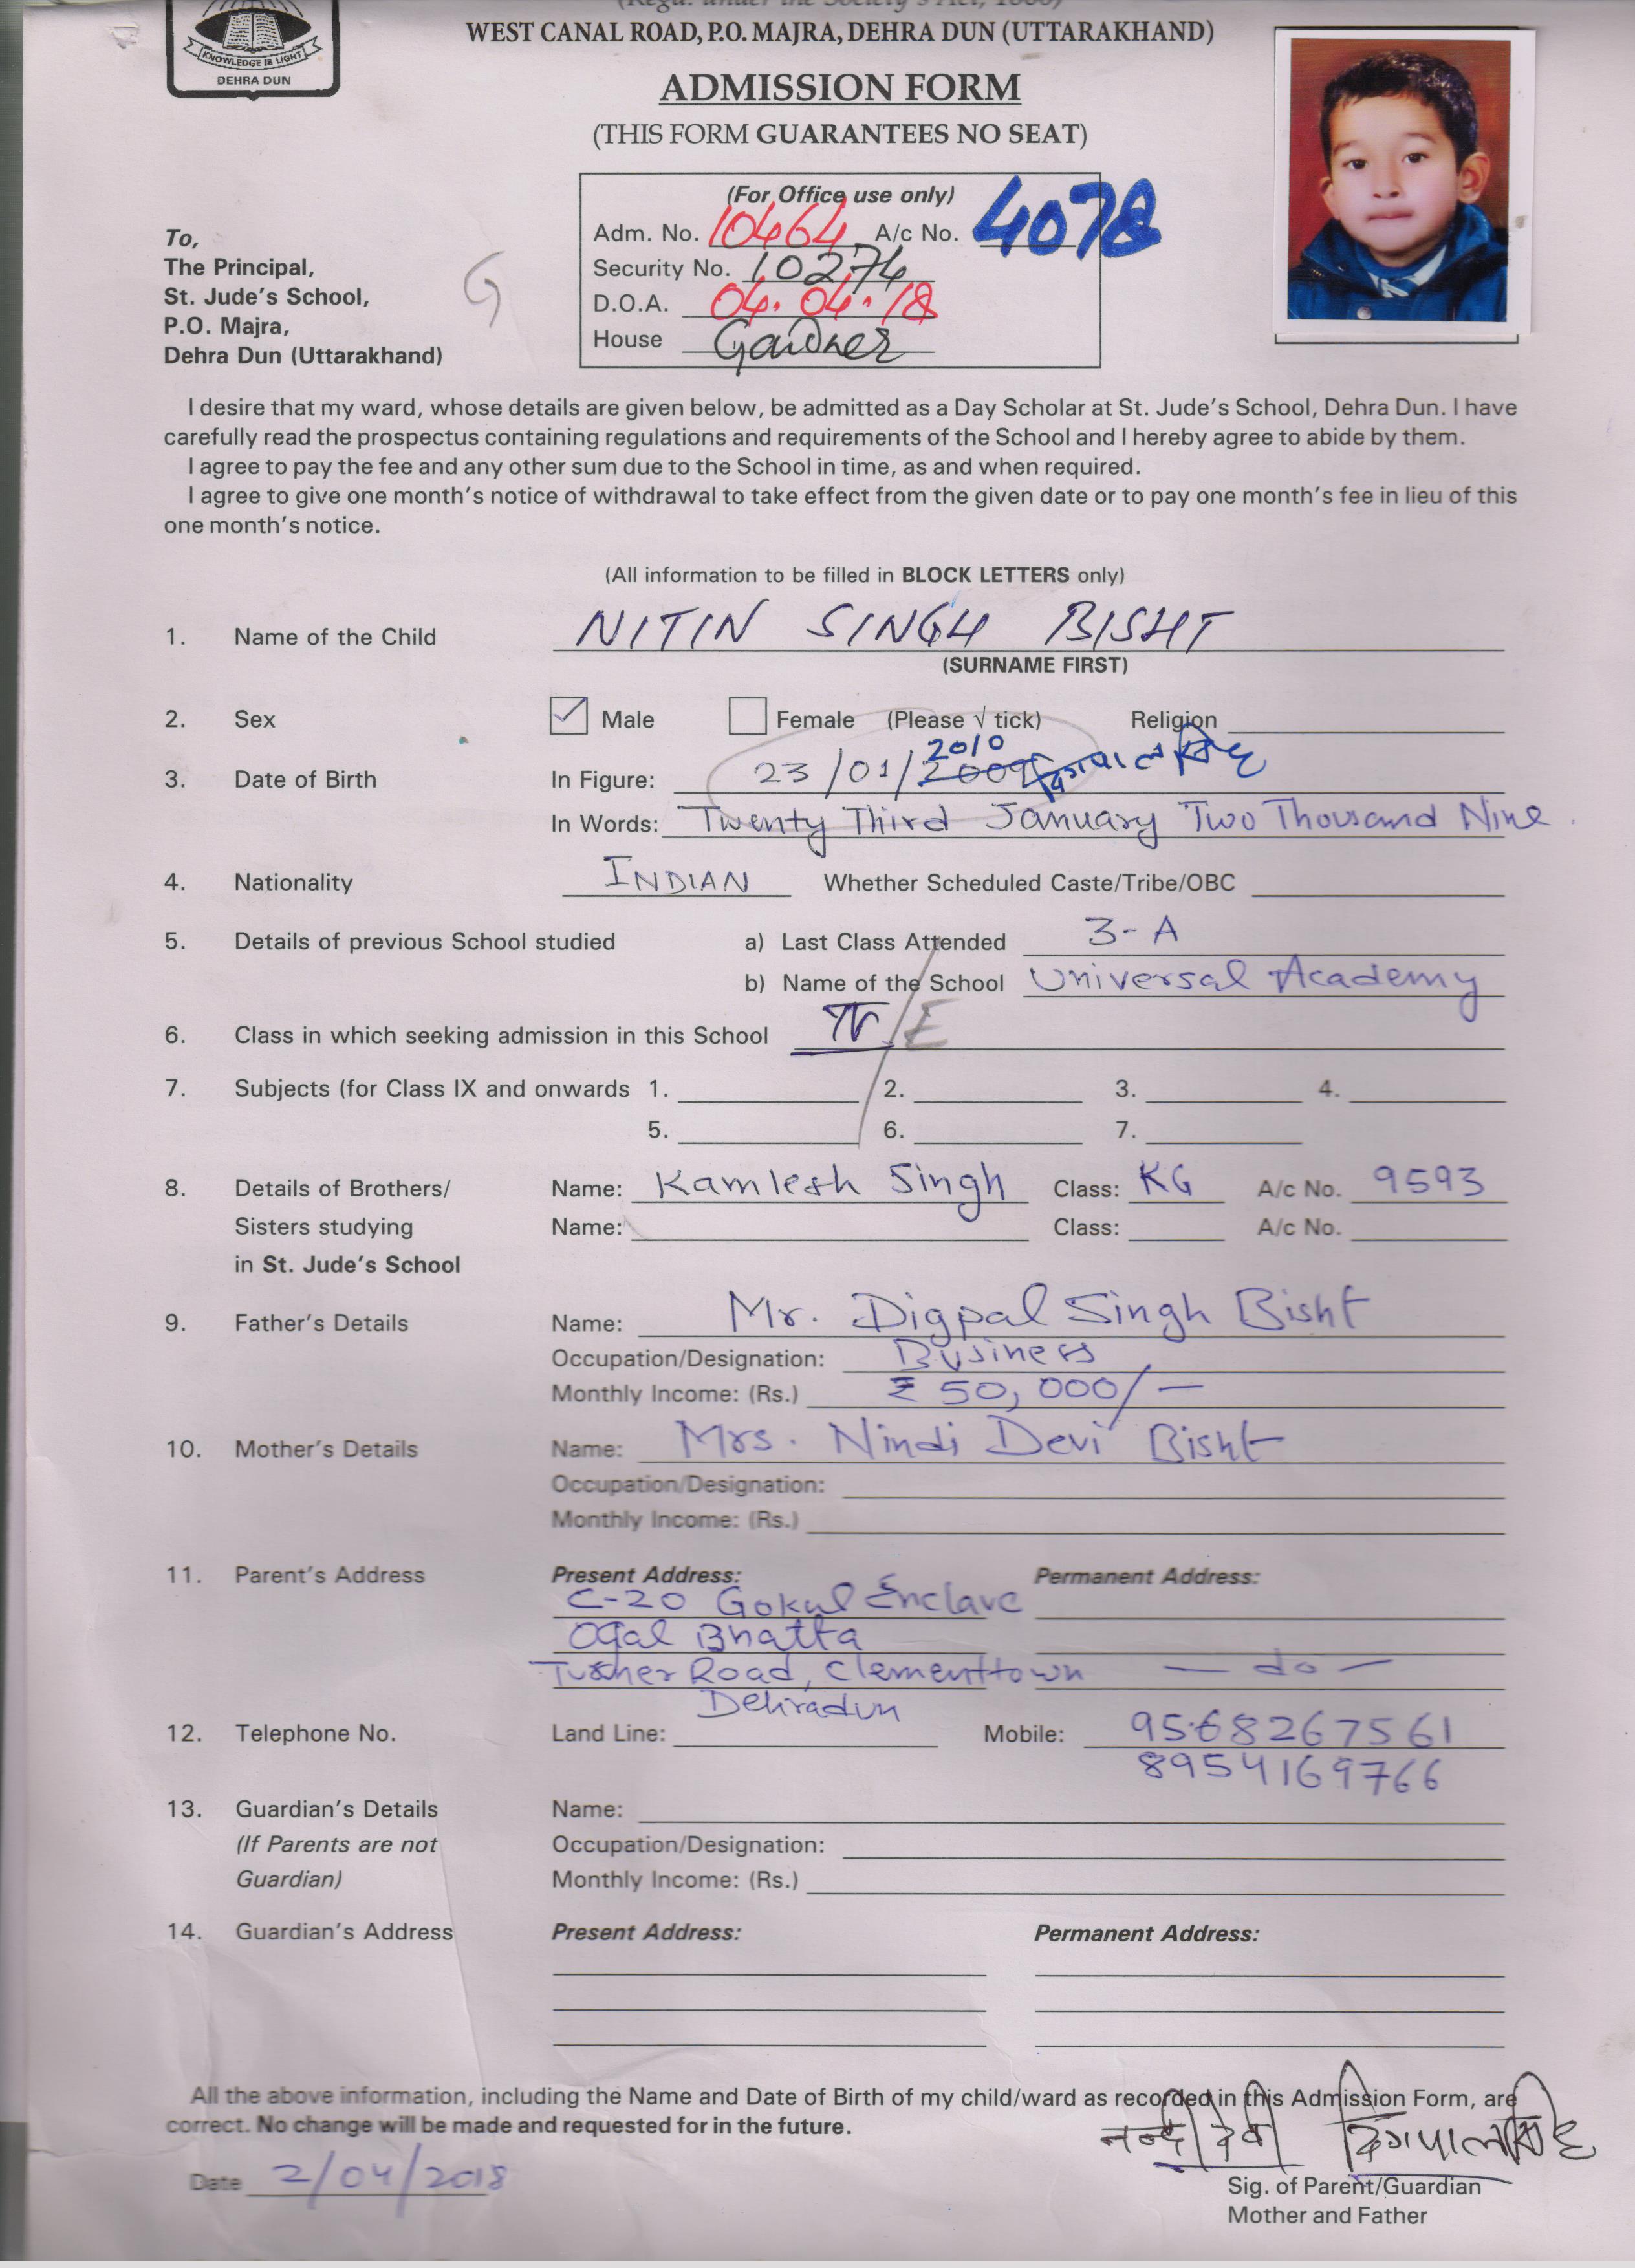 KNOWLEDGE IS LIGHT
DEHRA DUN
(Regd. under the Society's Act, 1860)
WEST CANAL ROAD, P.O. MAJRA, DEHRA DUN (UTTARAKHAND)
ADMISSION FORM
(THIS FORM GUARANTEES NO SEAT)
(For Office use only)
Adm. No. 10464 A/c No. 4078
Security No. 10274
D.O.A. 04.04.18
House Gardner
To,
The Principal,
St. Jude's School,
P.O. Majra,
Dehra Dun (Uttarakhand)
G
I desire that my ward, whose details are given below, be admitted as a Day Scholar at St. Jude's School, Dehra Dun. I have
carefully read the prospectus containing regulations and requirements of the School and I hereby agree to abide by them.
I agree to pay the fee and any other sum due to the School in time, as and when required.
I agree to give one month's notice of withdrawal to take effect from the given date or to pay one month's fee in lieu of this
one month's notice.
(All information to be filled in BLOCK LETTERS only)
1. Name of the Child NITIN SINGH BISHT
(SURNAME FIRST)
2. Sex Male Female (Please √ tick) Religion
2010
3. Date of Birth In Figure: 23/01/2009 दिगपाल सिंह
In Words: Twenty Third January Two Thousand Nine.
4. Nationality INDIAN Whether Scheduled Caste/Tribe/OBC
5. Details of previous School studied a) Last Class Attended 3-A
b) Name of the School Universal Academy
6. Class in which seeking admission in this School IV/E
7. Subjects (for Class IX and onwards 1. 2. 3. 4.
5. 6. 7.
8. Details of Brothers/ Name: Kamlesh Singh Class: KG A/c No. 9593
Sisters studying Name: Class: A/c No.
in St. Jude's School
9. Father's Details Name: Mr. Digpal Singh Bisht
Occupation/Designation: Business
Monthly Income: (Rs.) ₹ 50,000/-
10. Mother's Details Name: Mrs. Nindi Devi Bisht
Occupation/Designation:
Monthly Income: (Rs.)
11. Parent's Address Present Address: Permanent Address:
C-20 Gokul Enclave
Ogal Bhatta
Turner Road, Clementtown — do —
Dehradun
12. Telephone No. Land Line: Mobile: 9568267561
8954169766
13. Guardian's Details Name:
(If Parents are not Occupation/Designation:
Guardian) Monthly Income: (Rs.)
14. Guardian's Address Present Address: Permanent Address:
All the above information, including the Name and Date of Birth of my child/ward as recorded in this Admission Form, are
correct. No change will be made and requested for in the future.
नन्दी देवी दिगपाल सिंह
Date 2/04/2018
Sig. of Parent/Guardian
Mother and Father